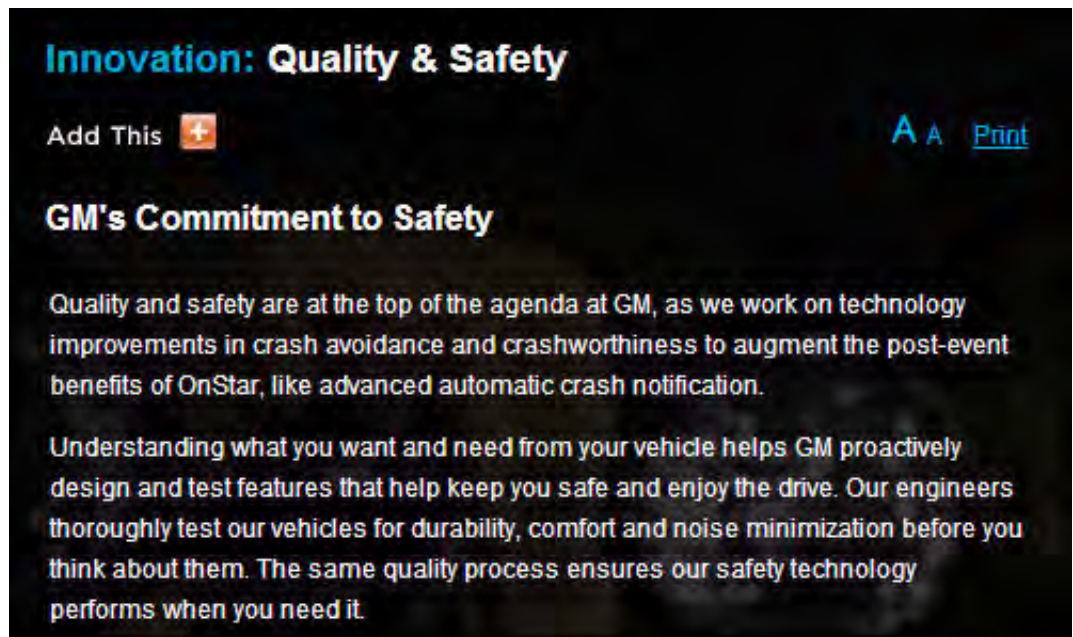 Innovation: Quality & Safety
Add This +
A A Print
GM's Commitment to Safety
Quality and safety are at the top of the agenda at GM, as we work on technology
improvements in crash avoidance and crashworthiness to augment the post-event
benefits of OnStar, like advanced automatic crash notification.
Understanding what you want and need from your vehicle helps GM proactively
design and test features that help keep you safe and enjoy the drive. Our engineers
thoroughly test our vehicles for durability, comfort and noise minimization before you
think about them. The same quality process ensures our safety technology
performs when you need it.